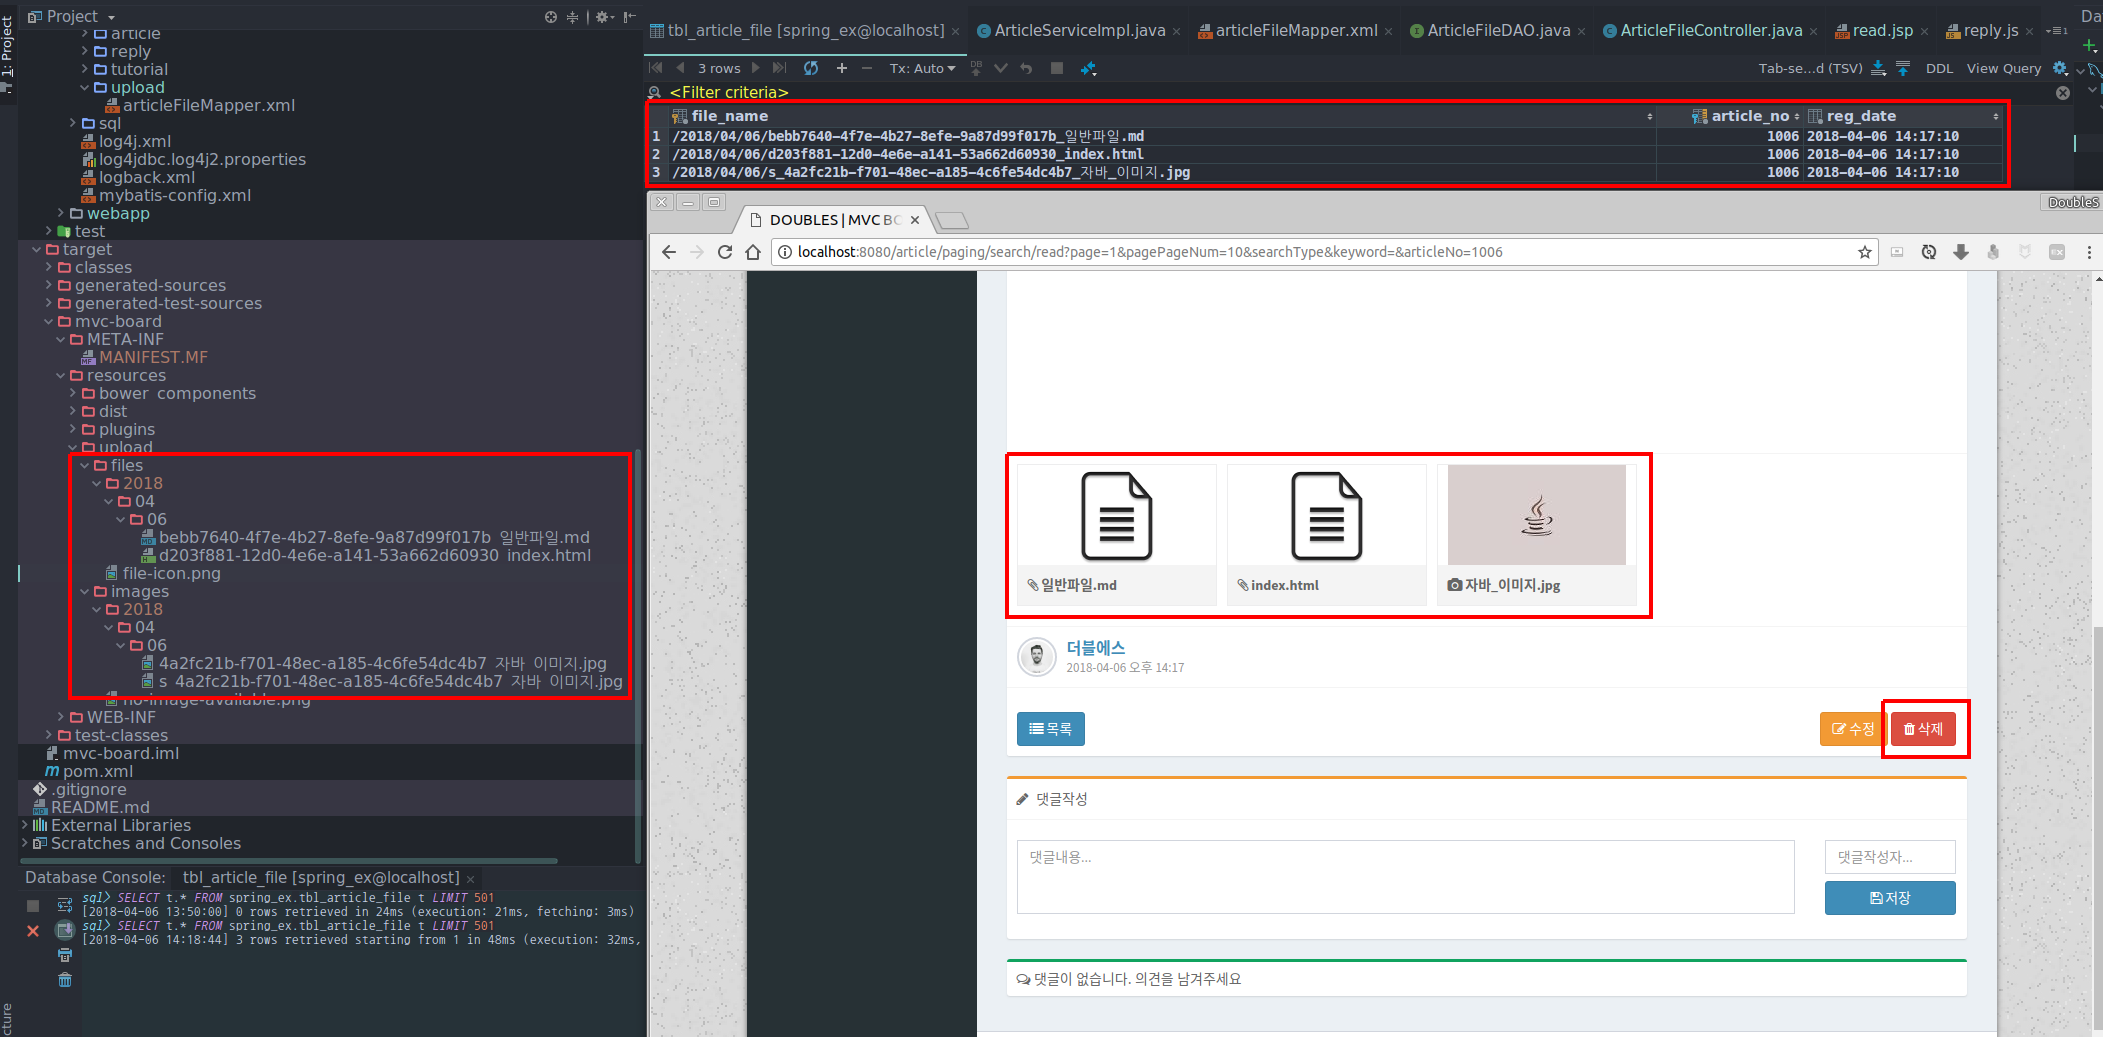 Project
1: Project
article
reply
tutorial
upload
articleFileMapper.xml
sql
log4j.xml
log4jdbc.log4j2.properties
logback.xml
mybatis-config.xml
webapp
test
target
classes
generated-sources
generated-test-sources
mvc-board
META-INF
MANIFEST.MF
resources
bower_components
dist
plugins
upload
files
2018
04
06
bebb7640-4f7e-4b27-8efe-9a87d99f017b_일반파일.md
d203f881-12d0-4e6e-a141-53a662d60930_index.html
file-icon.png
images
2018
04
06
4a2fc21b-f701-48ec-a185-4c6fe54dc4b7_자바_이미지.jpg
s_4a2fc21b-f701-48ec-a185-4c6fe54dc4b7_자바_이미지.jpg
no-image-available.png
WEB-INF
test-classes
mvc-board.iml
pom.xml
.gitignore
README.md
External Libraries
Scratches and Consoles
Database Console: tbl_article_file [spring_ex@localhost]
sql> SELECT t.* FROM spring_ex.tbl_article_file t LIMIT 501
[2018-04-06 13:50:00] 0 rows retrieved in 24ms (execution: 21ms, fetching: 3ms)
sql> SELECT t.* FROM spring_ex.tbl_article_file t LIMIT 501
[2018-04-06 14:18:44] 3 rows retrieved starting from 1 in 48ms (execution: 32ms,
cture
tbl_article_file [spring_ex@localhost] ArticleServiceImpl.java articleFileMapper.xml ArticleFileDAO.java ArticleFileController.java read.jsp reply.js Da
3 rows Tx: Auto DB Tab-se...d (TSV) DDL View Query
<Filter criteria>
file_name article_no reg_date
1 /2018/04/06/bebb7640-4f7e-4b27-8efe-9a87d99f017b_일반파일.md 1006 2018-04-06 14:17:10
2 /2018/04/06/d203f881-12d0-4e6e-a141-53a662d60930_index.html 1006 2018-04-06 14:17:10
3 /2018/04/06/s_4a2fc21b-f701-48ec-a185-4c6fe54dc4b7_자바_이미지.jpg 1006 2018-04-06 14:17:10
DoubleS
DOUBLES | MVC BO
localhost:8080/article/paging/search/read?page=1&pagePageNum=10&searchType&keyword=&articleNo=1006
일반파일.md
index.html
자바_이미지.jpg
더블에스
2018-04-06 오후 14:17
목록
수정
삭제
댓글작성
댓글내용...
댓글작성자...
저장
댓글이 없습니다. 의견을 남겨주세요